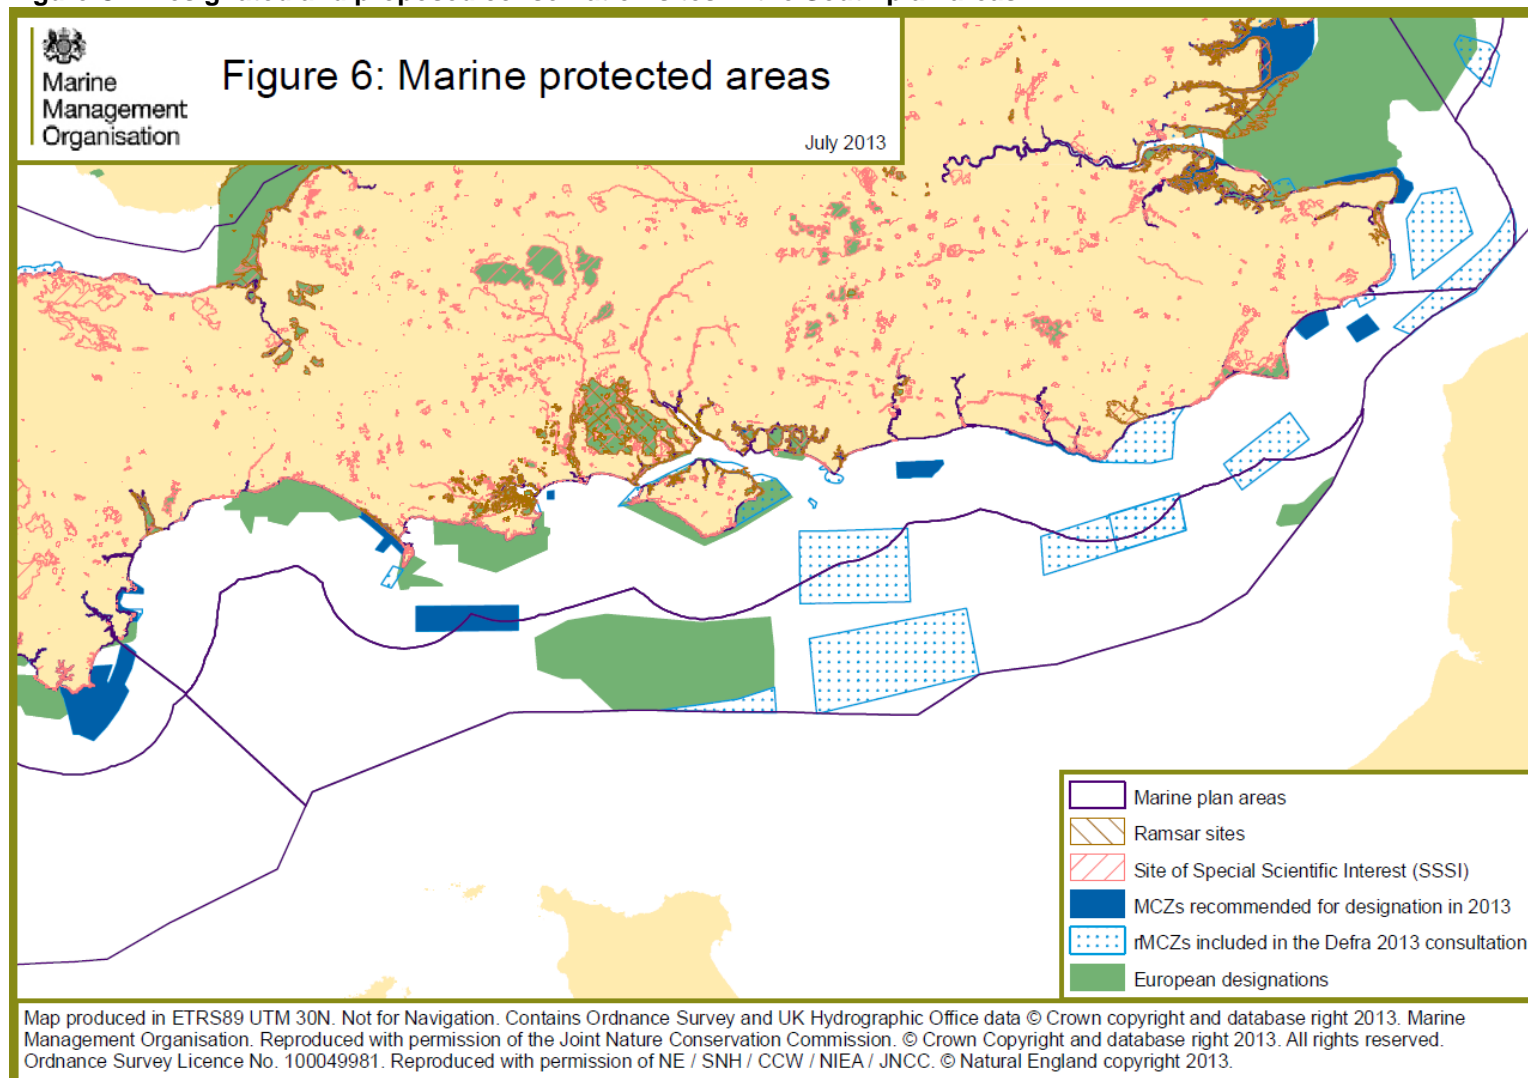 Marine
Management
Organisation
Figure 6: Marine protected areas
July 2013
Marine plan areas
Ramsar sites
Site of Special Scientific Interest (SSSI)
MCZs recommended for designation in 2013
rMCZs included in the Defra 2013 consultation
European designations
Map produced in ETRS89 UTM 30N. Not for Navigation. Contains Ordnance Survey and UK Hydrographic Office data © Crown copyright and database right 2013. Marine
Management Organisation. Reproduced with permission of the Joint Nature Conservation Commission. © Crown Copyright and database right 2013. All rights reserved.
Ordnance Survey Licence No. 100049981. Reproduced with permission of NE / SNH / CCW / NIEA / JNCC. © Natural England copyright 2013.